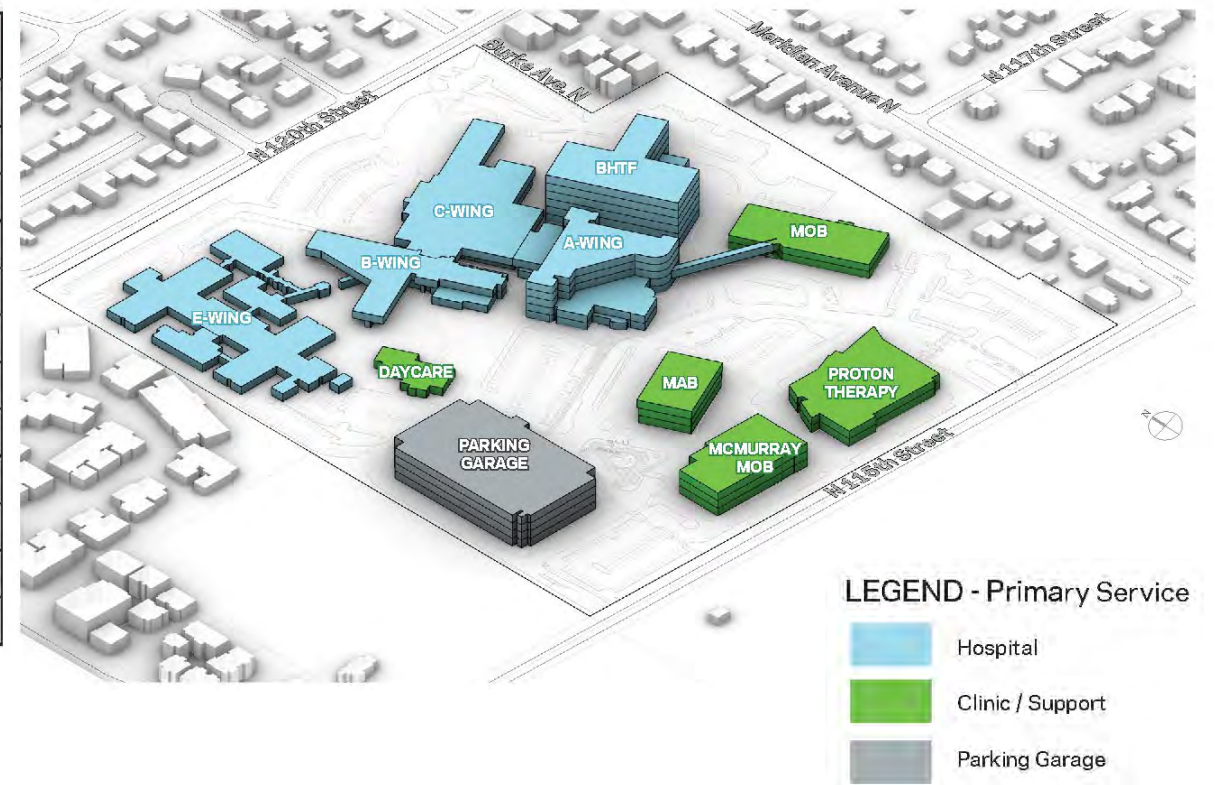 Burke Ave. N
Meridian Avenue N
N 117th Street
N 120th Street
BHTF
C-WING
A-WING
MOB
B-WING
E-WING
DAYCARE
MAB
PROTON
THERAPY
PARKING
GARAGE
MCMURRAY
MOB
N
N 115th Street
LEGEND - Primary Service
Hospital
Clinic / Support
Parking Garage